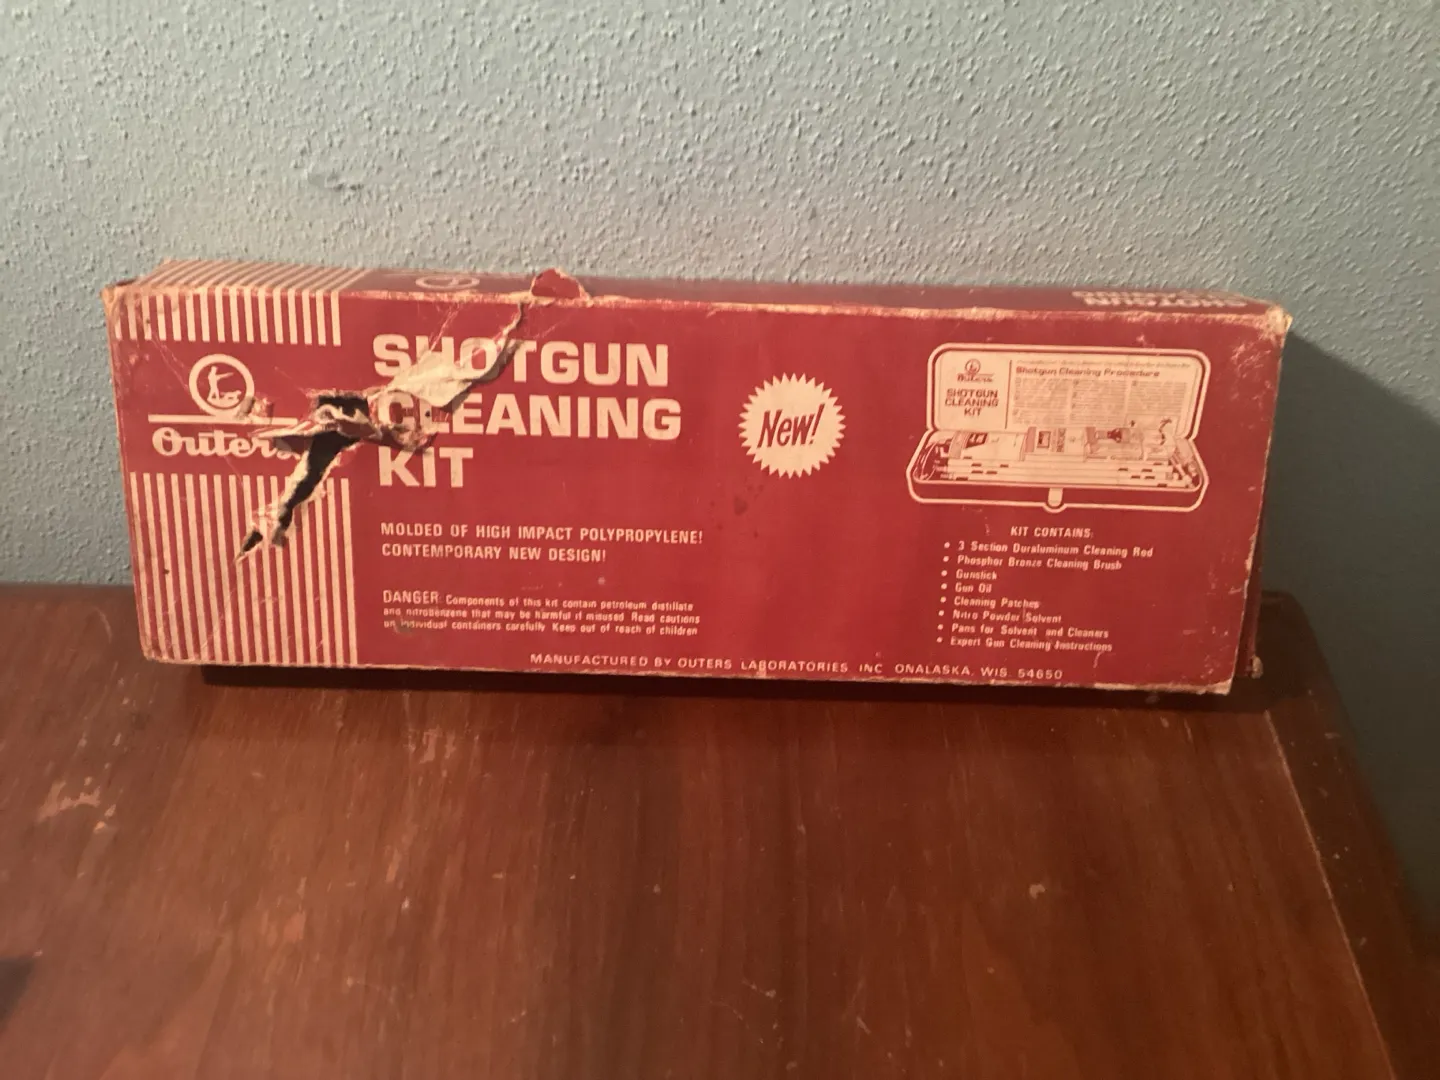 SHOTGUN
Outers
SHOTGUN
CLEANING
KIT
New!
MOLDED OF HIGH IMPACT POLYPROPYLENE!
CONTEMPORARY NEW DESIGN!
DANGER: Components of this kit contain petroleum distillate
and nitrobenzene that may be harmful if misused. Read cautions
on individual containers carefully. Keep out of reach of children
MANUFACTURED BY OUTERS LABORATORIES INC. ONALASKA, WIS. 54650
Outers
SHOTGUN
CLEANING
KIT
Shotgun Cleaning Procedure
KIT CONTAINS:
• 3 Section Duraluminum Cleaning Rod
• Phosphor Bronze Cleaning Brush
• Gunslick
• Gun Oil
• Cleaning Patches
• Nitro Powder Solvent
• Pans for Solvent and Cleaners
• Expert Gun Cleaning Instructions